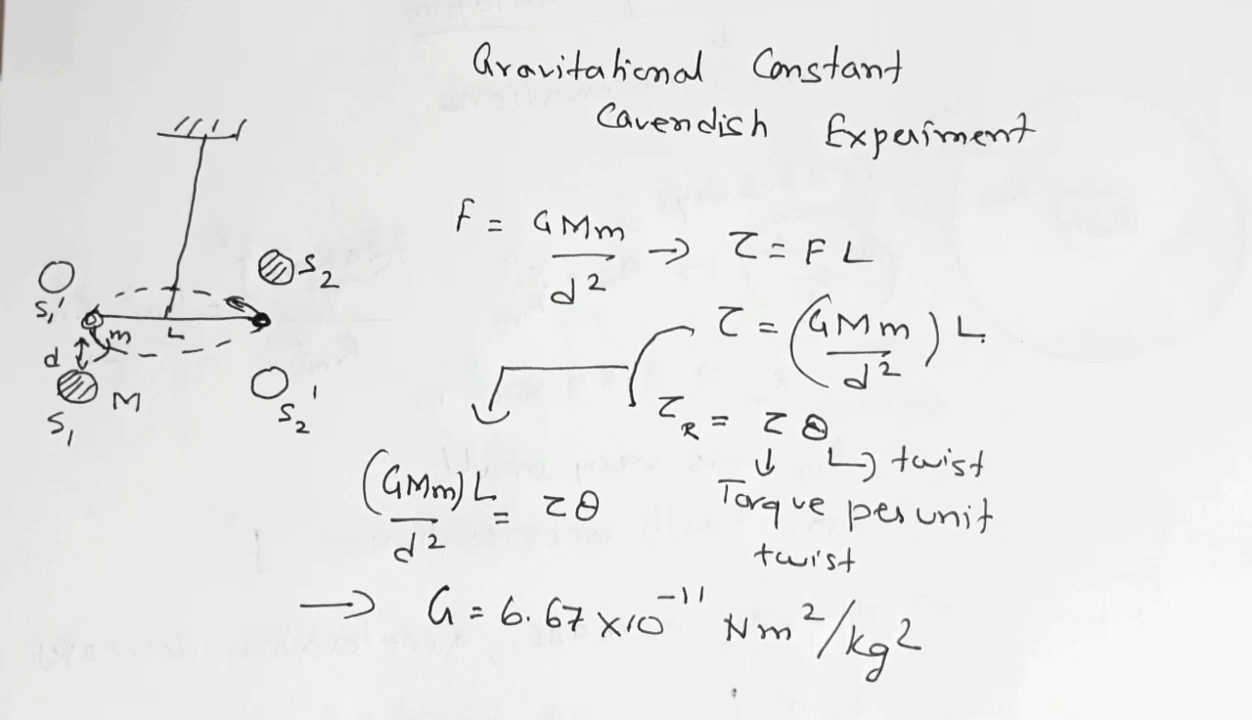 Gravitational Constant
Cavendish Experiment
F = GMm/d² → τ = FL
τ = (GMm/d²) L
τ_R = τθ
↓ ↳ twist
Torque per unit
twist
(GMm/d²) L = τθ
→ G = 6.67 × 10⁻¹¹ Nm²/kg²
S₂
S₁'
m
L
d
M
S₁
S₂'